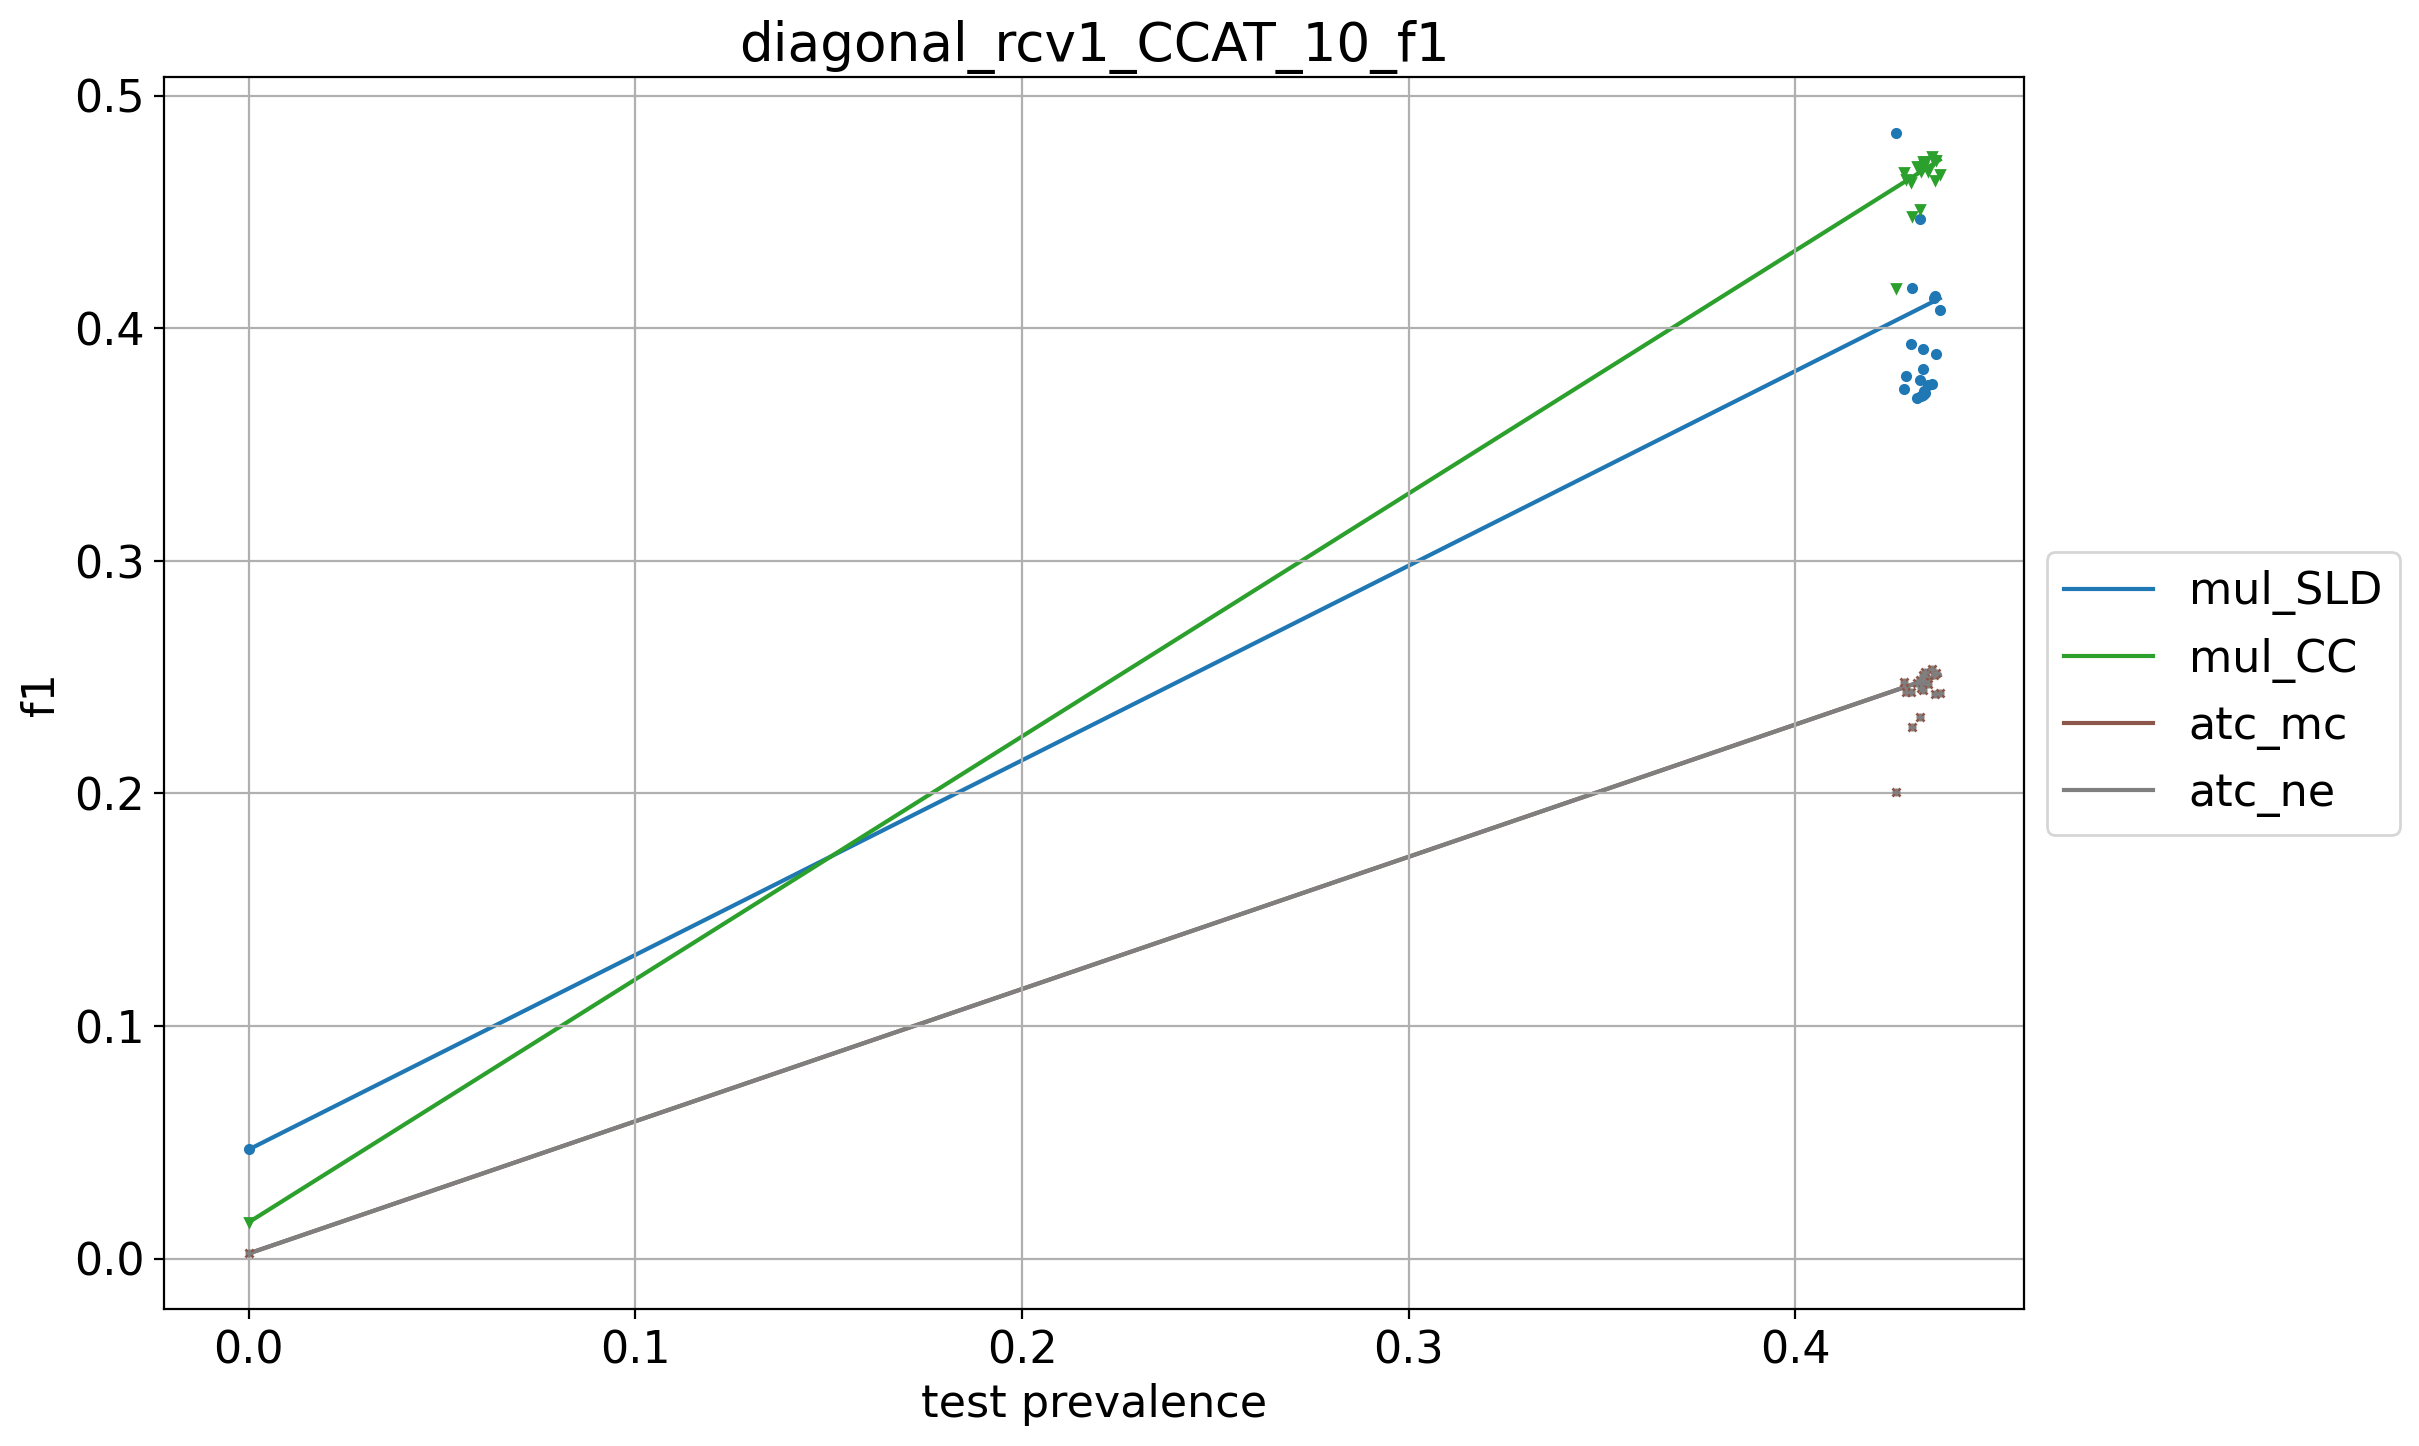 diagonal_rcv1_CCAT_10_f1
0.5
0.4
0.3
0.2
0.1
0.0
f1
0.0 0.1 0.2 0.3 0.4
test prevalence
mul_SLD
mul_CC
atc_mc
atc_ne